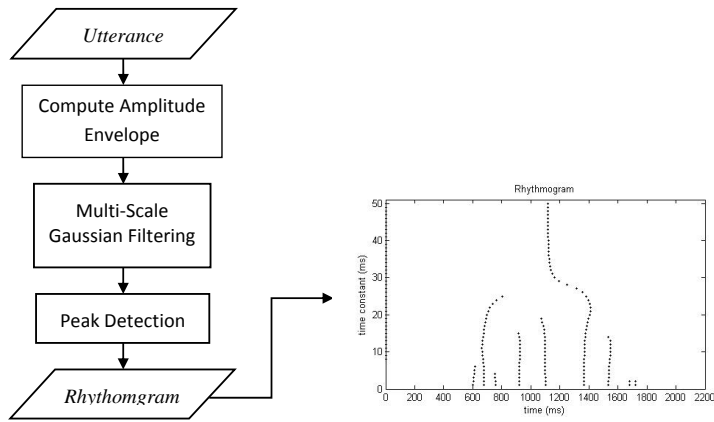 Utterance
Compute Amplitude
Envelope
Multi-Scale
Gaussian Filtering
Peak Detection
Rhythomgram
Rhythmogram
time constant (ms)
50
40
30
20
10
0
0 200 400 600 800 1000 1200 1400 1600 1800 2000 2200
time (ms)